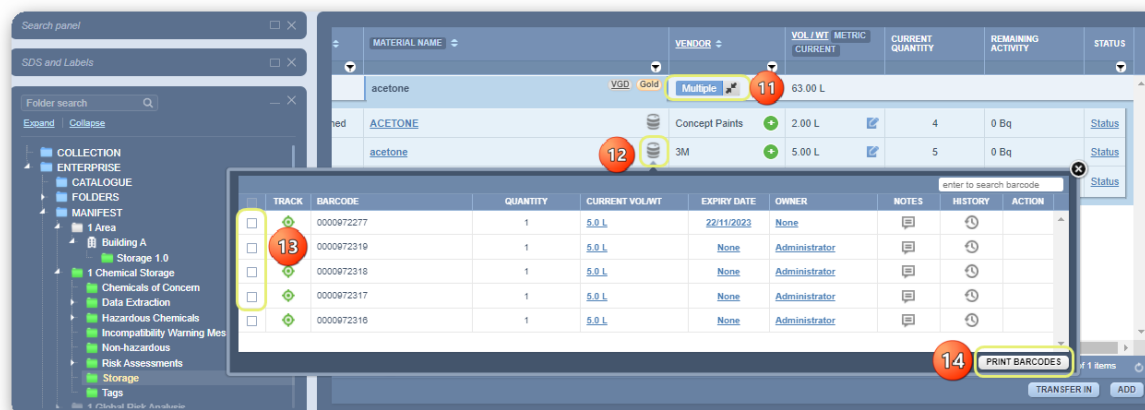 Search panel
SDS and Labels
Folder search
Expand Collapse
COLLECTION
ENTERPRISE
CATALOGUE
FOLDERS
MANIFEST
1 Area
Building A
Storage 1.0
1 Chemical Storage
Chemicals of Concern
Data Extraction
Hazardous Chemicals
Incompatibility Warning Mes
Non-hazardous
Risk Assessments
Storage
Tags
1 Global Risk Analysis
MATERIAL NAME VENDOR VOL / WT METRIC CURRENT CURRENT QUANTITY REMAINING ACTIVITY STATUS
acetone VGD Gold Multiple 11 63.00 L
ned ACETONE Concept Paints 2.00 L 4 0 Bq Status
acetone 12 3M 5.00 L 5 0 Bq Status
Status
enter to search barcode
TRACK BARCODE QUANTITY CURRENT VOL/WT EXPIRY DATE OWNER NOTES HISTORY ACTION
0000972277 1 5.0 L 22/11/2023 None
13 0000972319 1 5.0 L None Administrator
0000972318 1 5.0 L None Administrator
0000972317 1 5.0 L None Administrator
0000972316 1 5.0 L None Administrator
14 PRINT BARCODES
of 1 items
TRANSFER IN ADD